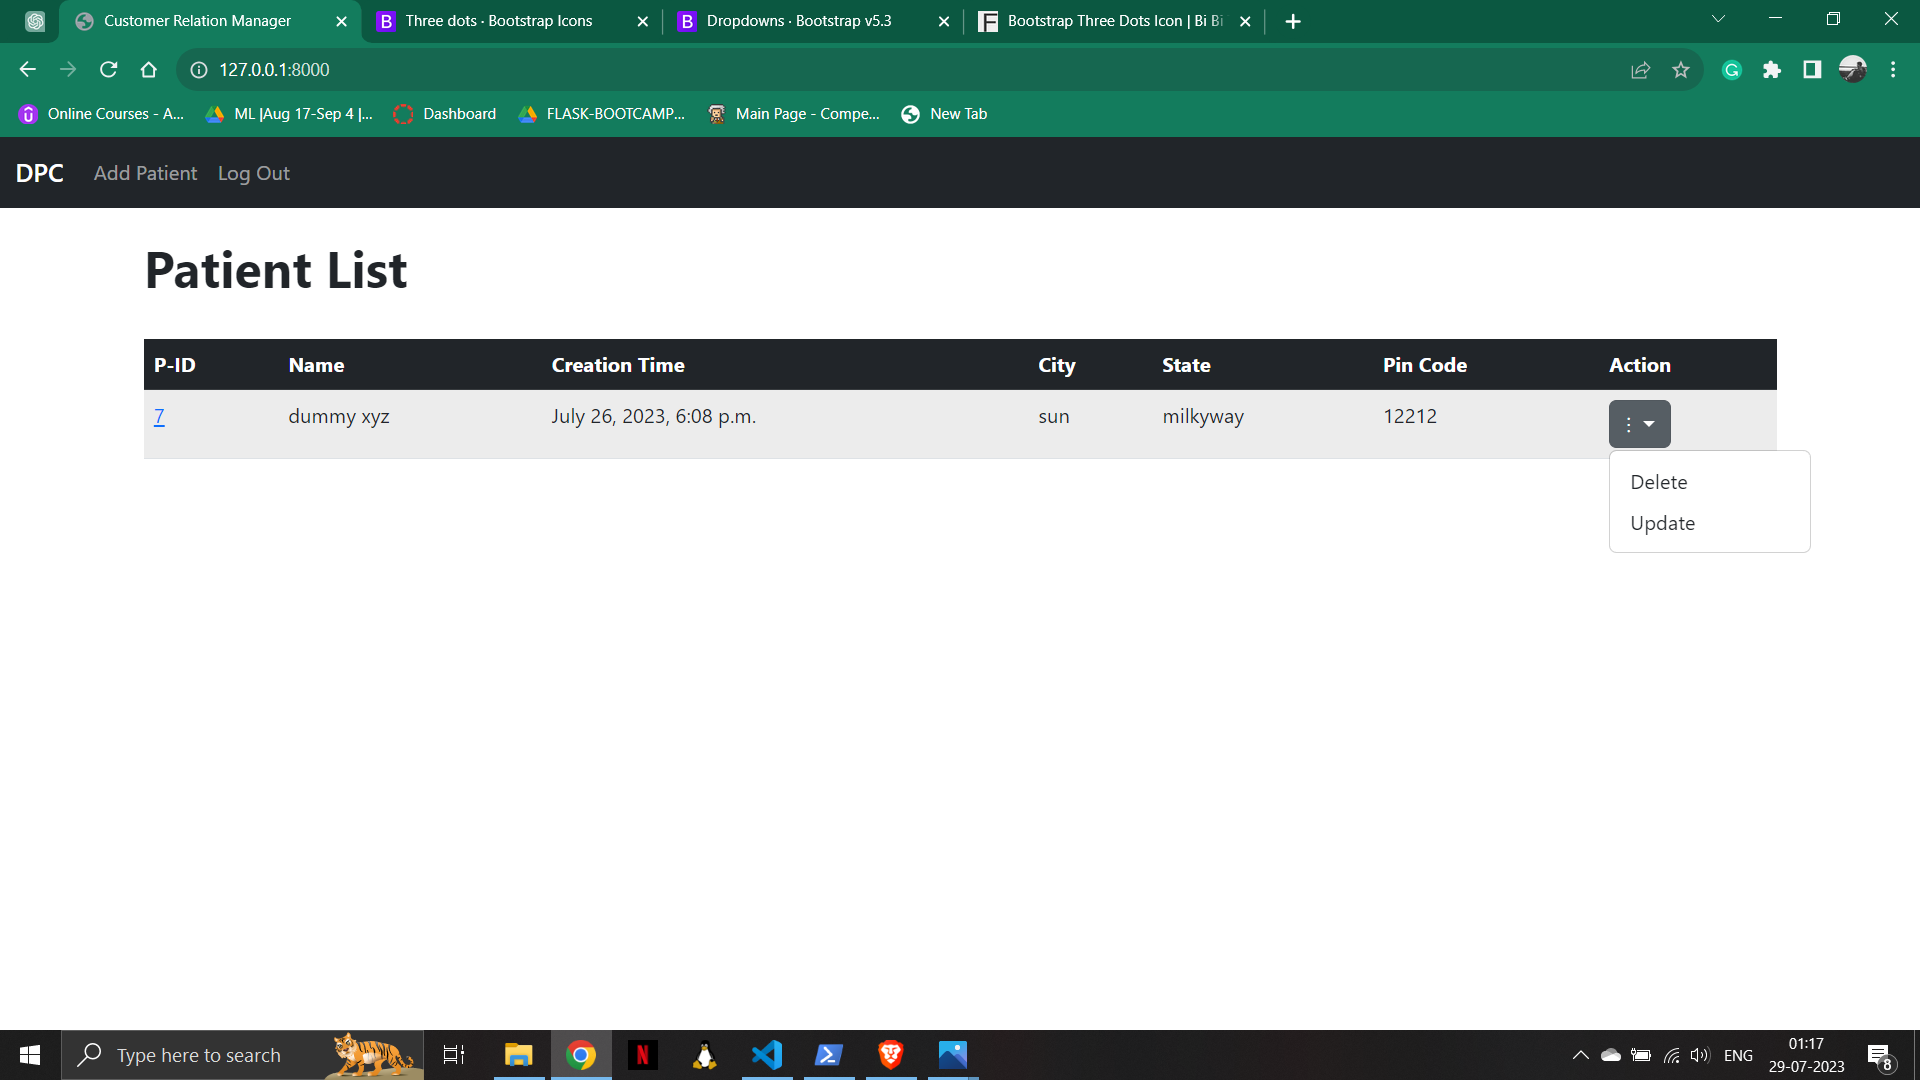 Customer Relation Manager
Three dots · Bootstrap Icons
Dropdowns · Bootstrap v5.3
Bootstrap Three Dots Icon | Bi Bi
127.0.0.1:8000
Online Courses - A...
ML |Aug 17-Sep 4 |...
Dashboard
FLASK-BOOTCAMP...
Main Page - Compe...
New Tab
DPC Add Patient Log Out
Patient List
P-ID Name Creation Time City State Pin Code Action
7 dummy xyz July 26, 2023, 6:08 p.m. sun milkyway 12212
Delete
Update
Type here to search
ENG
01:17
29-07-2023
8